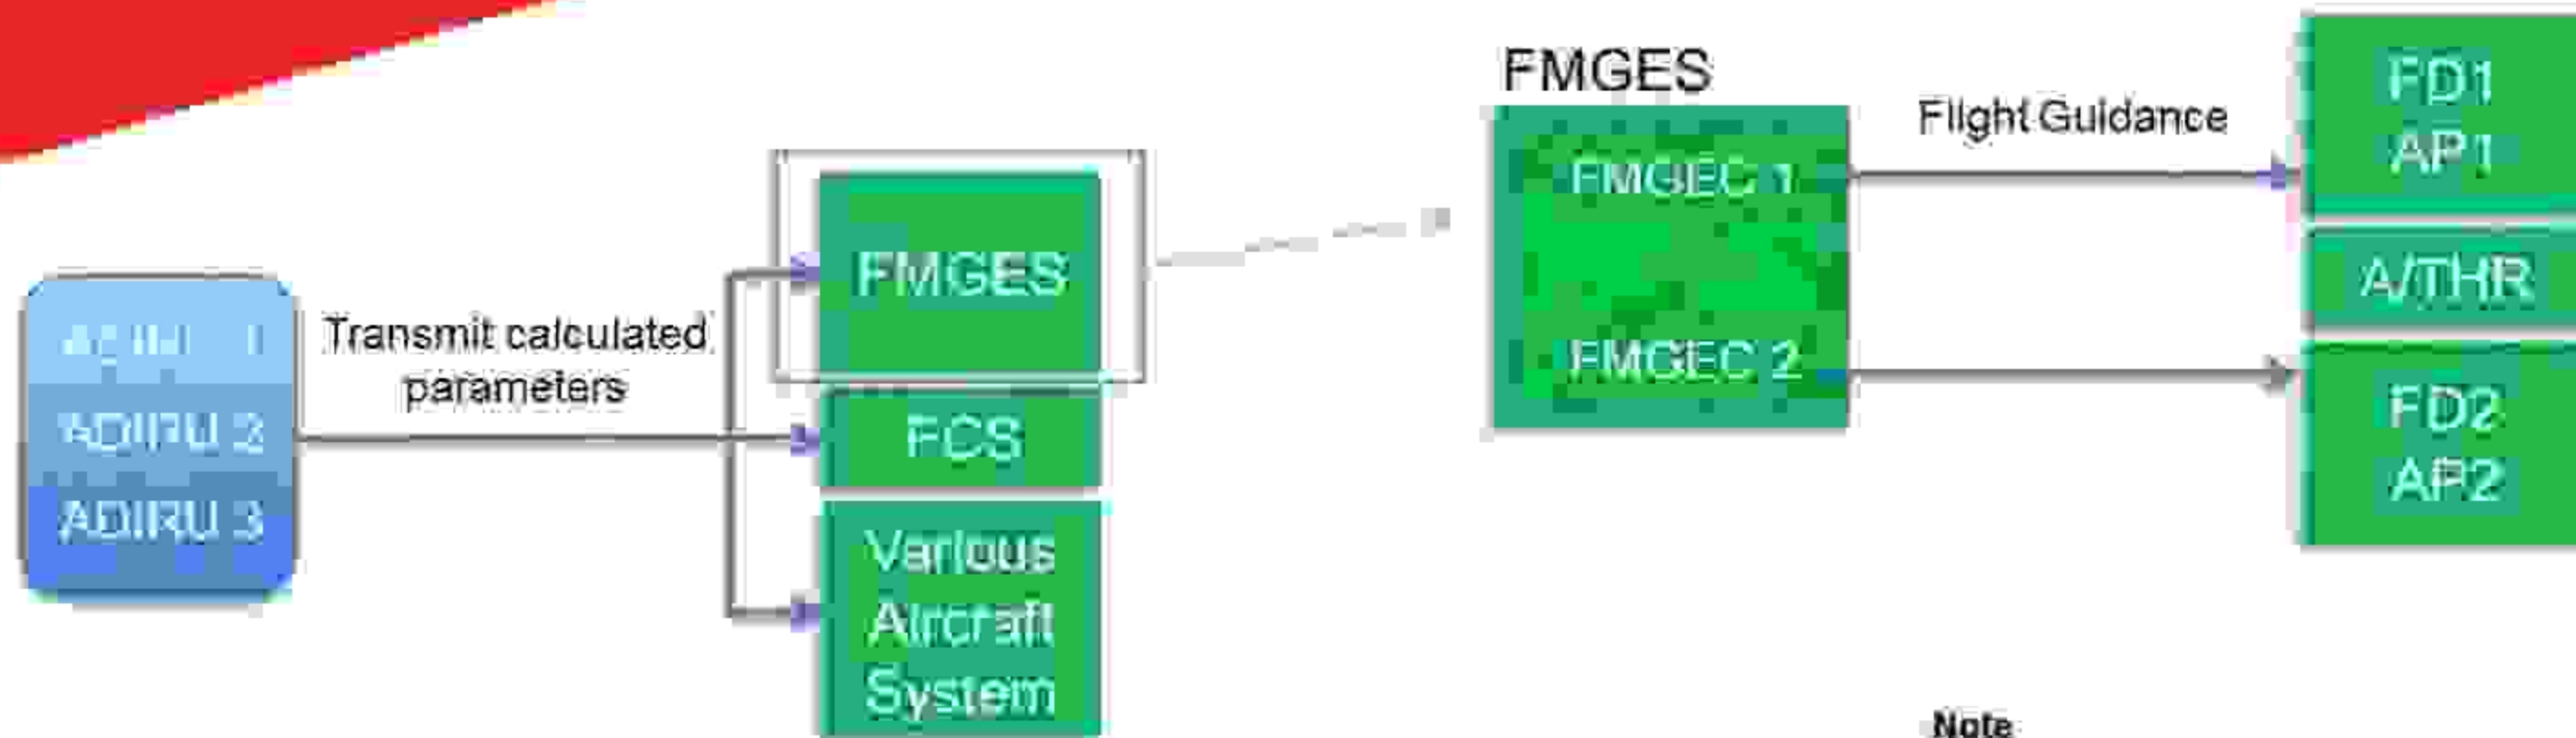 ADIRU 2
ADIRU 3
Transmit calculated
parameters
FMGES
FCS
Various
Aircraft
System
FMGES
FMGEC 1
FMGEC 2
Flight Guidance
FD1
AP1
A/THR
FD2
AP2
Note